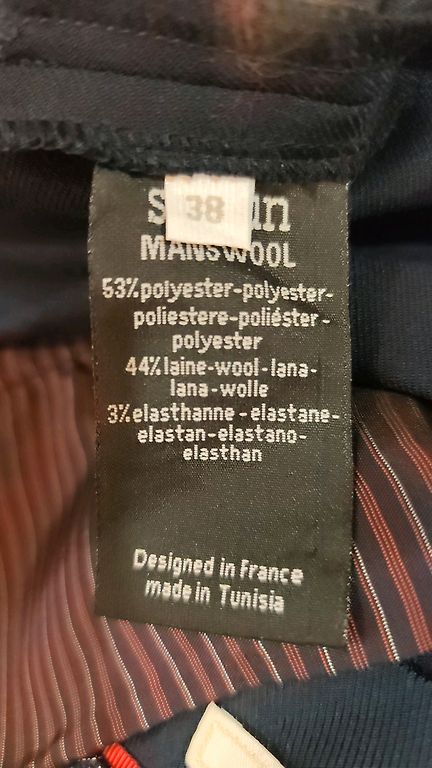 38
MANSWOOL
53%polyester-polyester-
poliestere-poliéster-
polyester
44%laine-wool-lana-
lana-wolle
3%elasthanne-elastane-
elastan-elastano-
elasthan
Designed in France
made in Tunisia